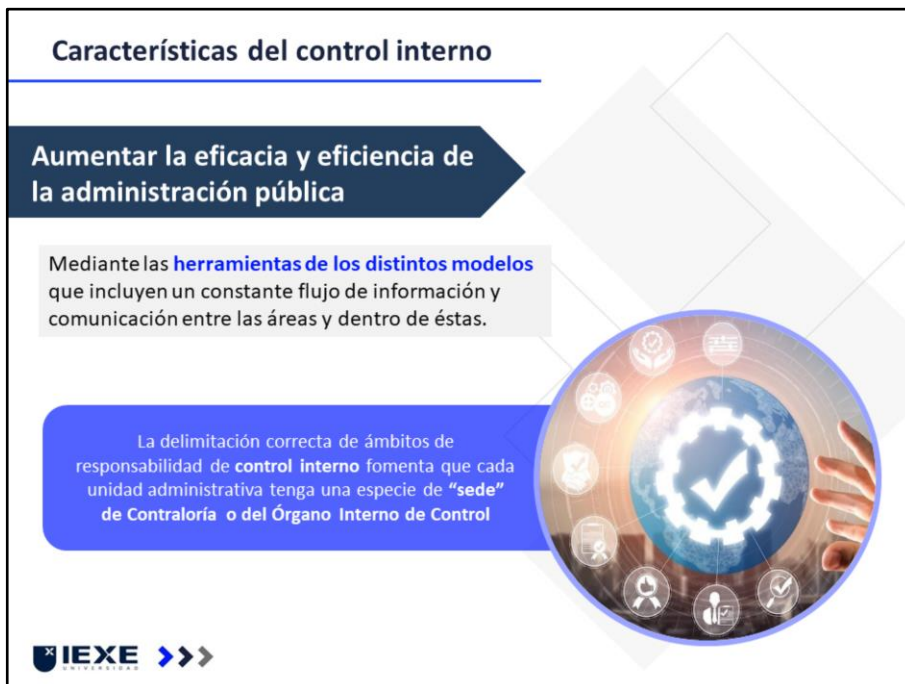 Características del control interno
Aumentar la eficacia y eficiencia de
la administración pública
Mediante las herramientas de los distintos modelos
que incluyen un constante flujo de información y
comunicación entre las áreas y dentro de éstas.
La delimitación correcta de ámbitos de
responsabilidad de control interno fomenta que cada
unidad administrativa tenga una especie de “sede”
de Contraloría o del Órgano Interno de Control
IEXE
UNIVERSIDAD